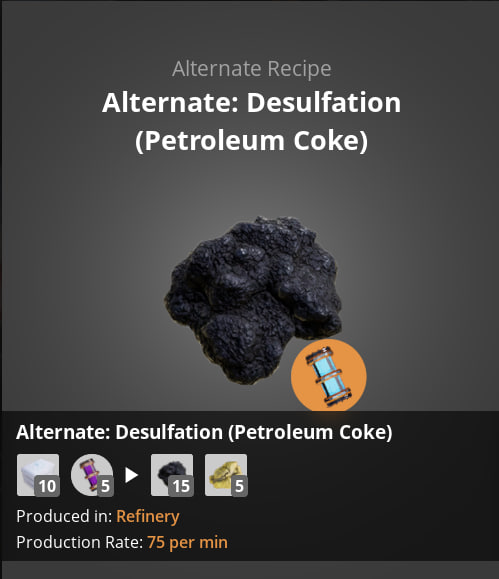 Alternate Recipe
Alternate: Desulfation
(Petroleum Coke)
Alternate: Desulfation (Petroleum Coke)
10 5 15 5
Produced in: Refinery
Production Rate: 75 per min